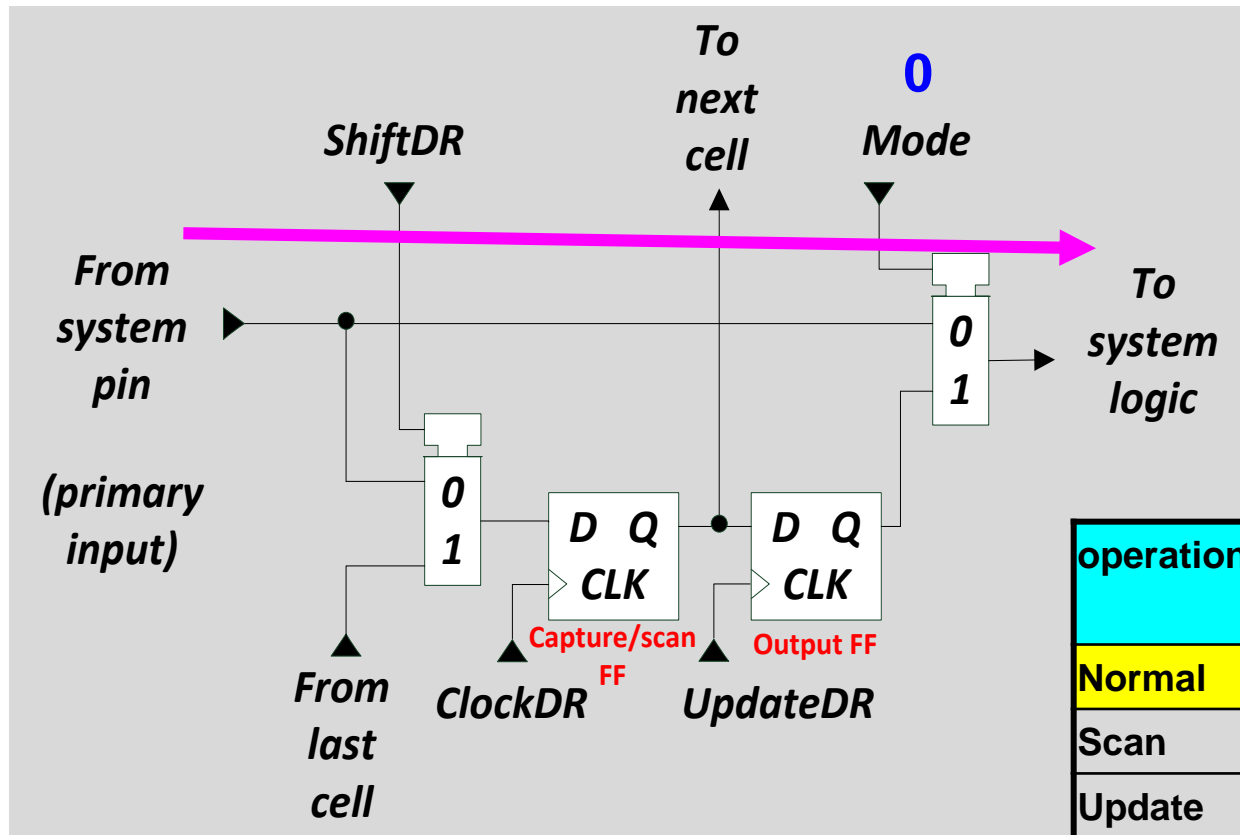 To
next
cell
0
ShiftDR
Mode
From
system
pin
(primary
input)
To
system
logic
0
1
0
1
D Q
CLK
D Q
CLK
Capture/scan
FF
Output FF
From
last
cell
ClockDR
UpdateDR
operation
Normal
Scan
Update